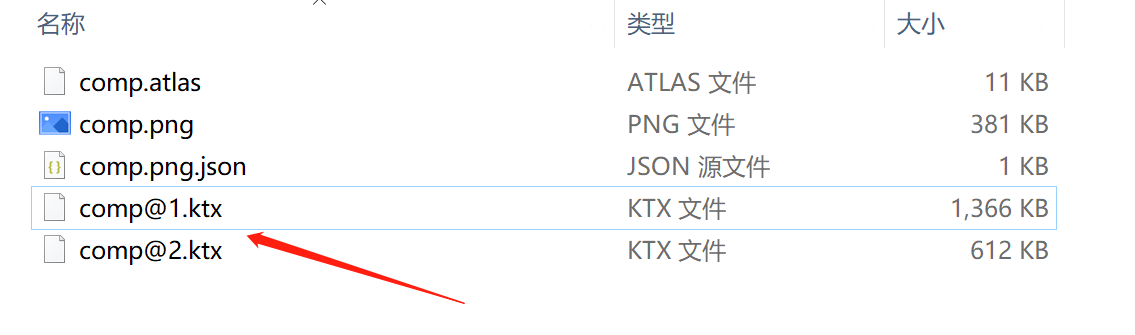 名称 类型 大小
comp.atlas ATLAS 文件 11 KB
comp.png PNG 文件 381 KB
comp.png.json JSON 源文件 1 KB
comp@1.ktx KTX 文件 1,366 KB
comp@2.ktx KTX 文件 612 KB